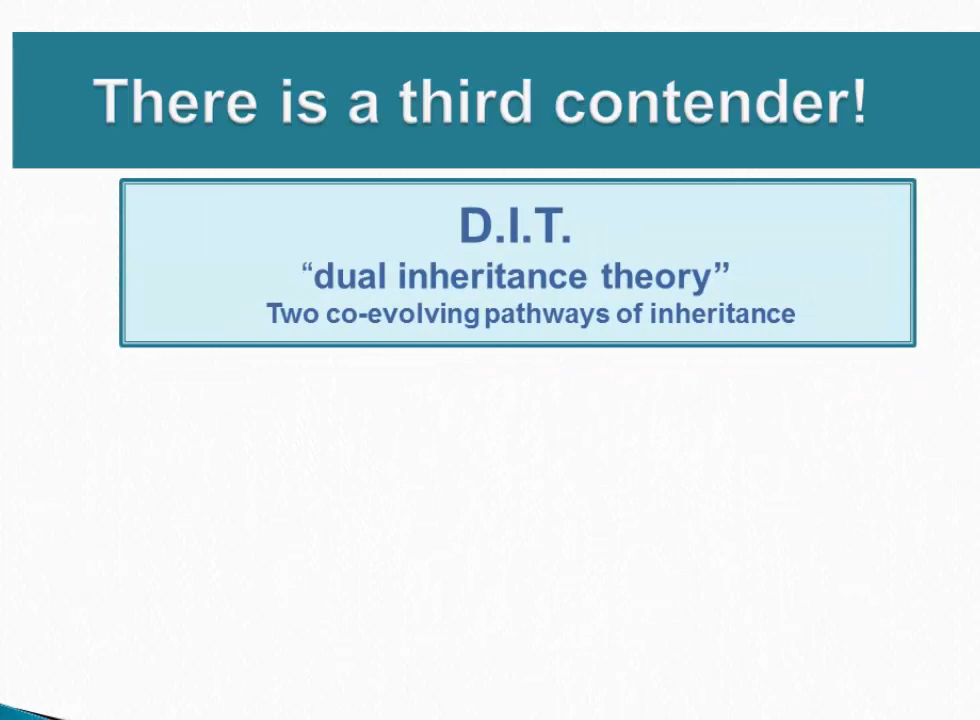 There is a third contender!
D.I.T.
“dual inheritance theory”
Two co-evolving pathways of inheritance